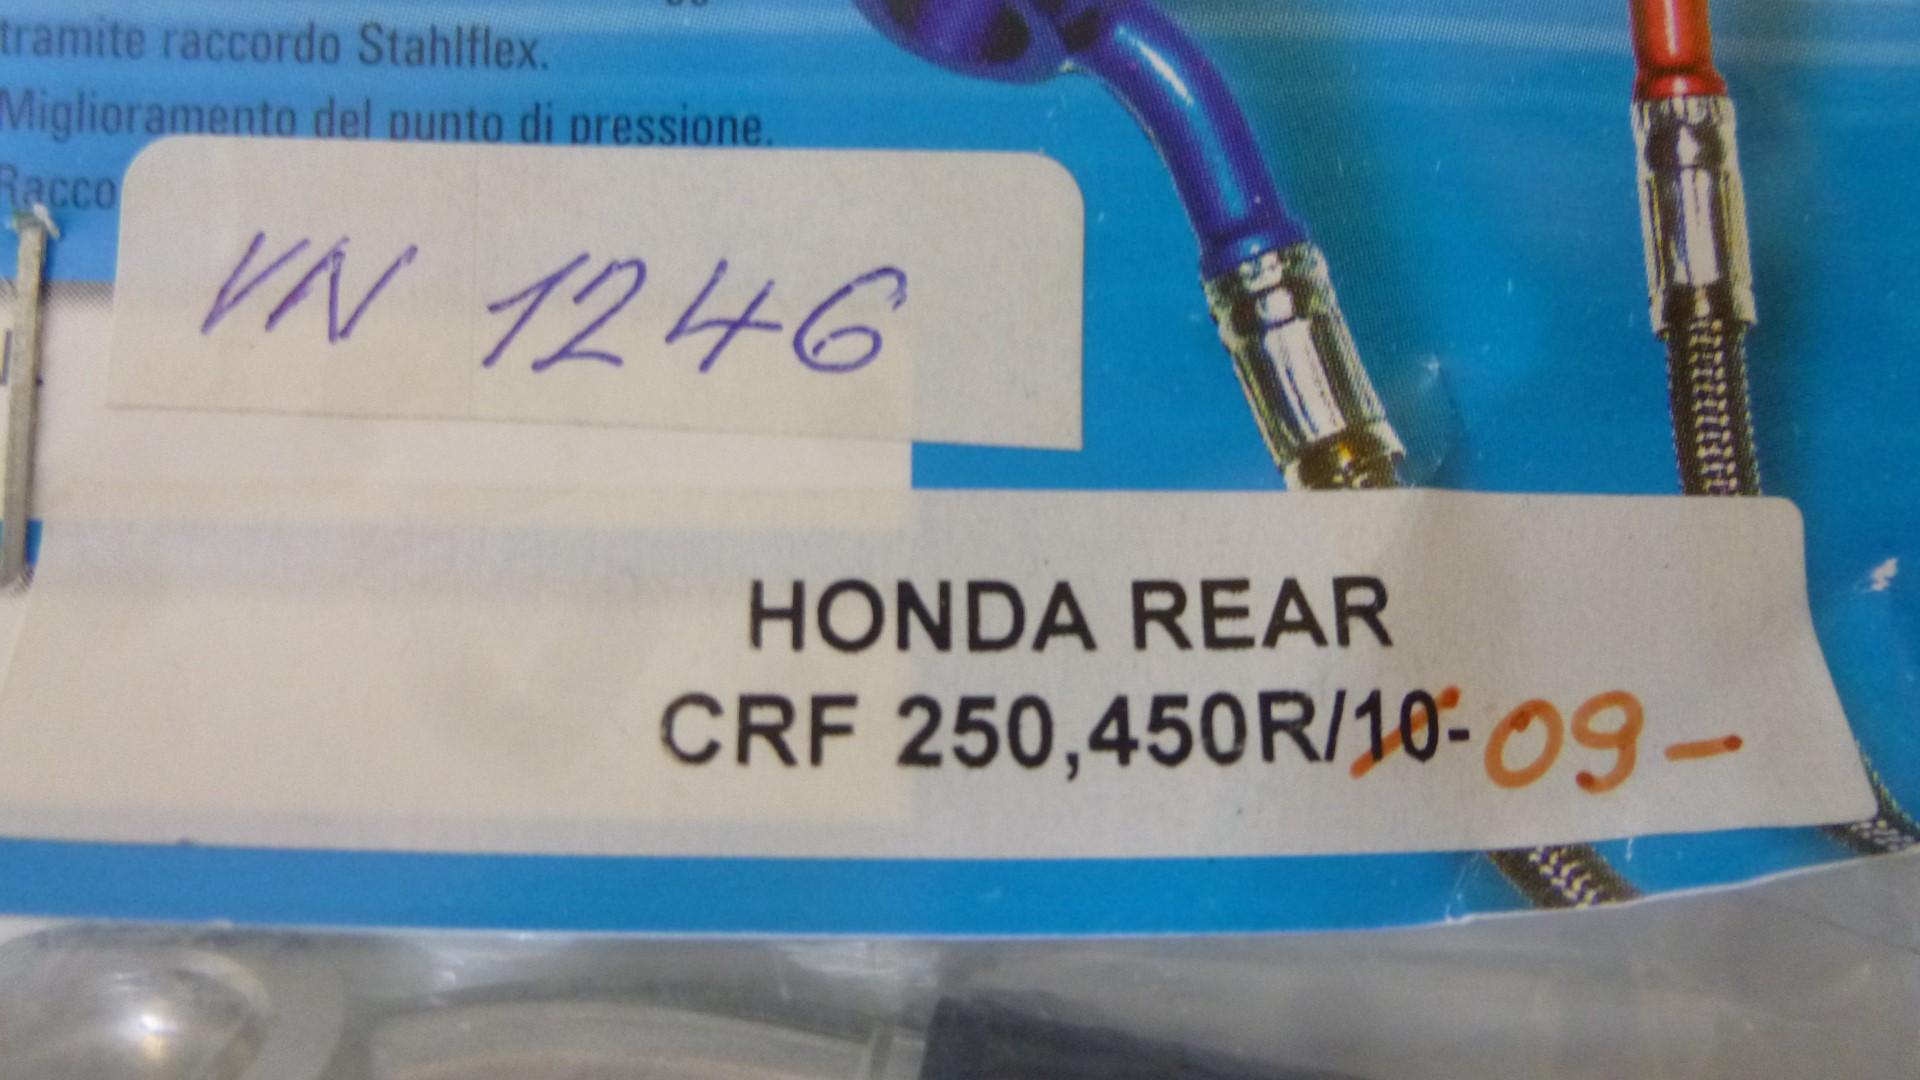 tramite raccordo Stahlflex.
Miglioramento del punto di pressione.
Racco
VN 1246
HONDA REAR
CRF 250,450R/10- 09-